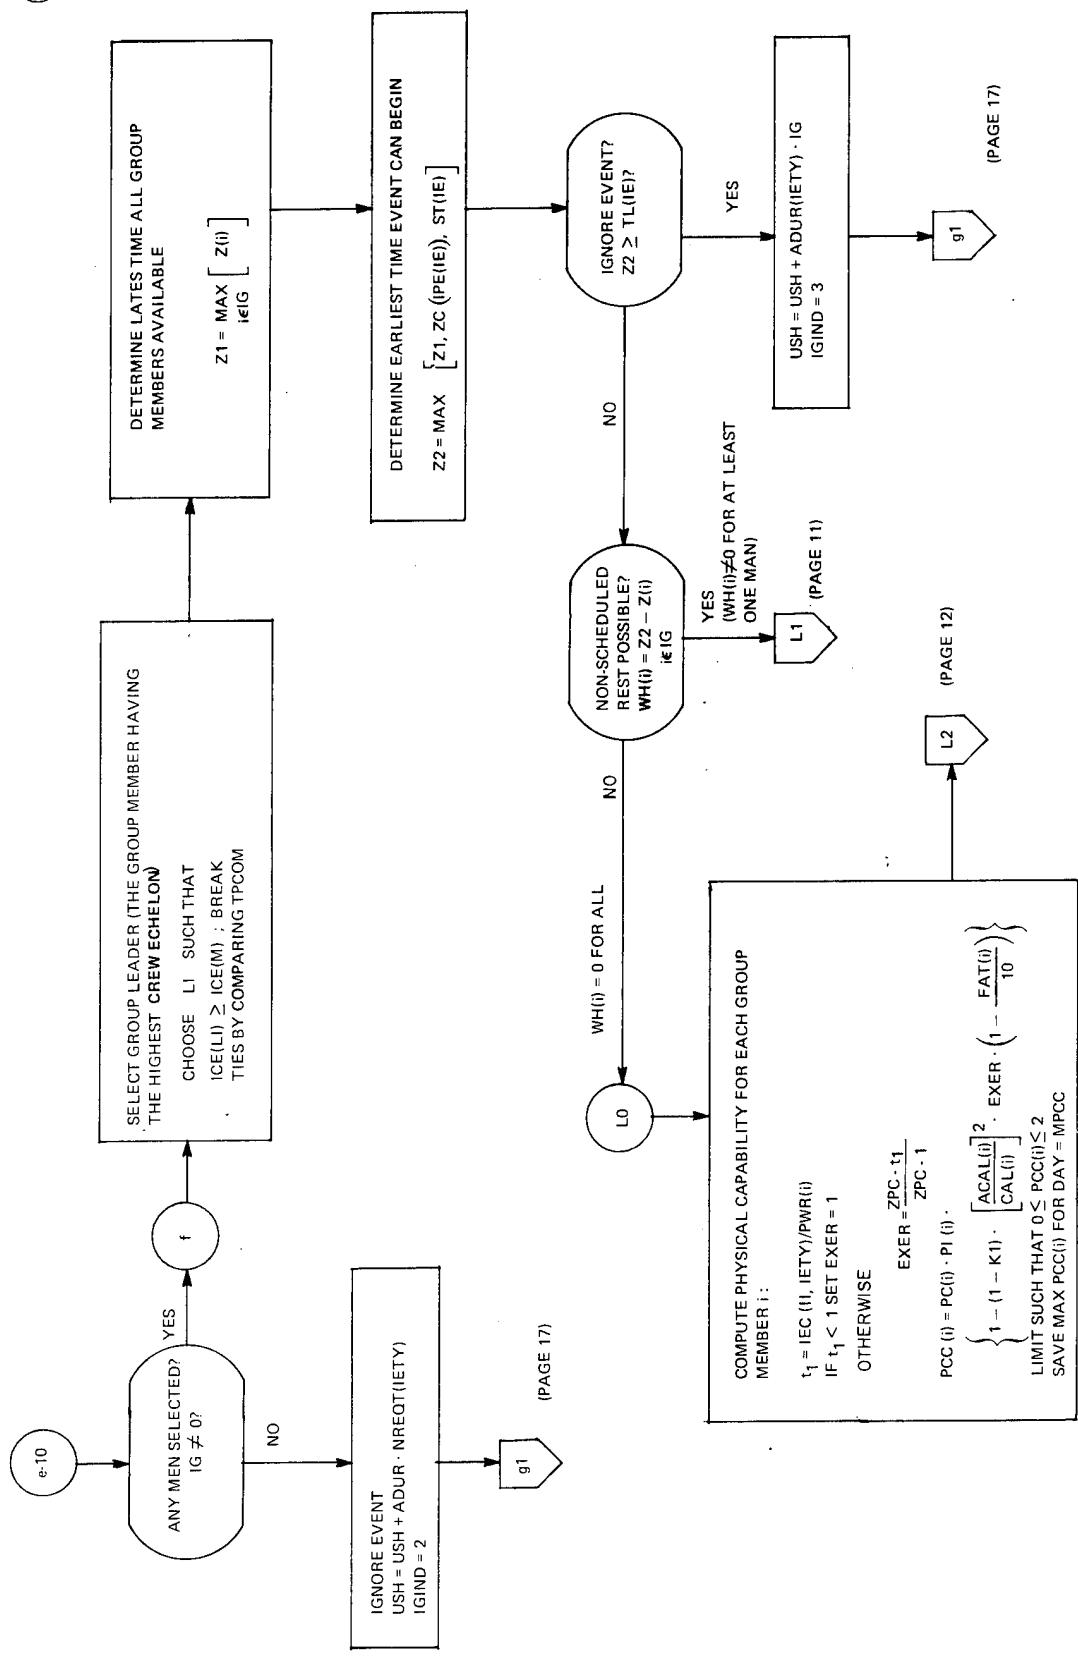 e-10
ANY MEN SELECTED?
IG ≠ 0?
YES
NO
IGNORE EVENT
USH = USH + ADUR · NREQT(IETY)
IGIND = 2
g1
(PAGE 17)
f
SELECT GROUP LEADER (THE GROUP MEMBER HAVING
THE HIGHEST CREW ECHELON)
CHOOSE L1 SUCH THAT
ICE(LI) ≥ ICE(M) ; BREAK
TIES BY COMPARING TPCOM
DETERMINE LATES TIME ALL GROUP
MEMBERS AVAILABLE
Z1 = MAX [ Z(i) ]
iϵIG
DETERMINE EARLIEST TIME EVENT CAN BEGIN
Z2 = MAX [Z1, ZC (IPE(IE)), ST(IE)]
IGNORE EVENT?
Z2 ≥ TL(IE)?
YES
USH = USH + ADUR(IETY) · IG
IGIND = 3
g1
(PAGE 17)
NO
NON-SCHEDULED
REST POSSIBLE?
WH(i) = Z2 − Z(i)
iϵ IG
YES
(WH(i)≠0 FOR AT LEAST
ONE MAN)
L1
(PAGE 11)
NO
WH(i) = 0 FOR ALL
L0
COMPUTE PHYSICAL CAPABILITY FOR EACH GROUP
MEMBER i :
t1 = IEC (1, IETY)/PWR(i)
IF t1 < 1 SET EXER = 1
OTHERWISE
EXER = ZPC - t1 / ZPC - 1
PCC (i) = PC(i) · PI (i) ·
{ 1 − (1 − K1) · [ACAL(i) / CAL(i)]2 · EXER · (1 − FAT(i) / 10) }
LIMIT SUCH THAT 0 ≤ PCC(i) ≤ 2
SAVE MAX PCC(i) FOR DAY = MPCC
L2
(PAGE 12)